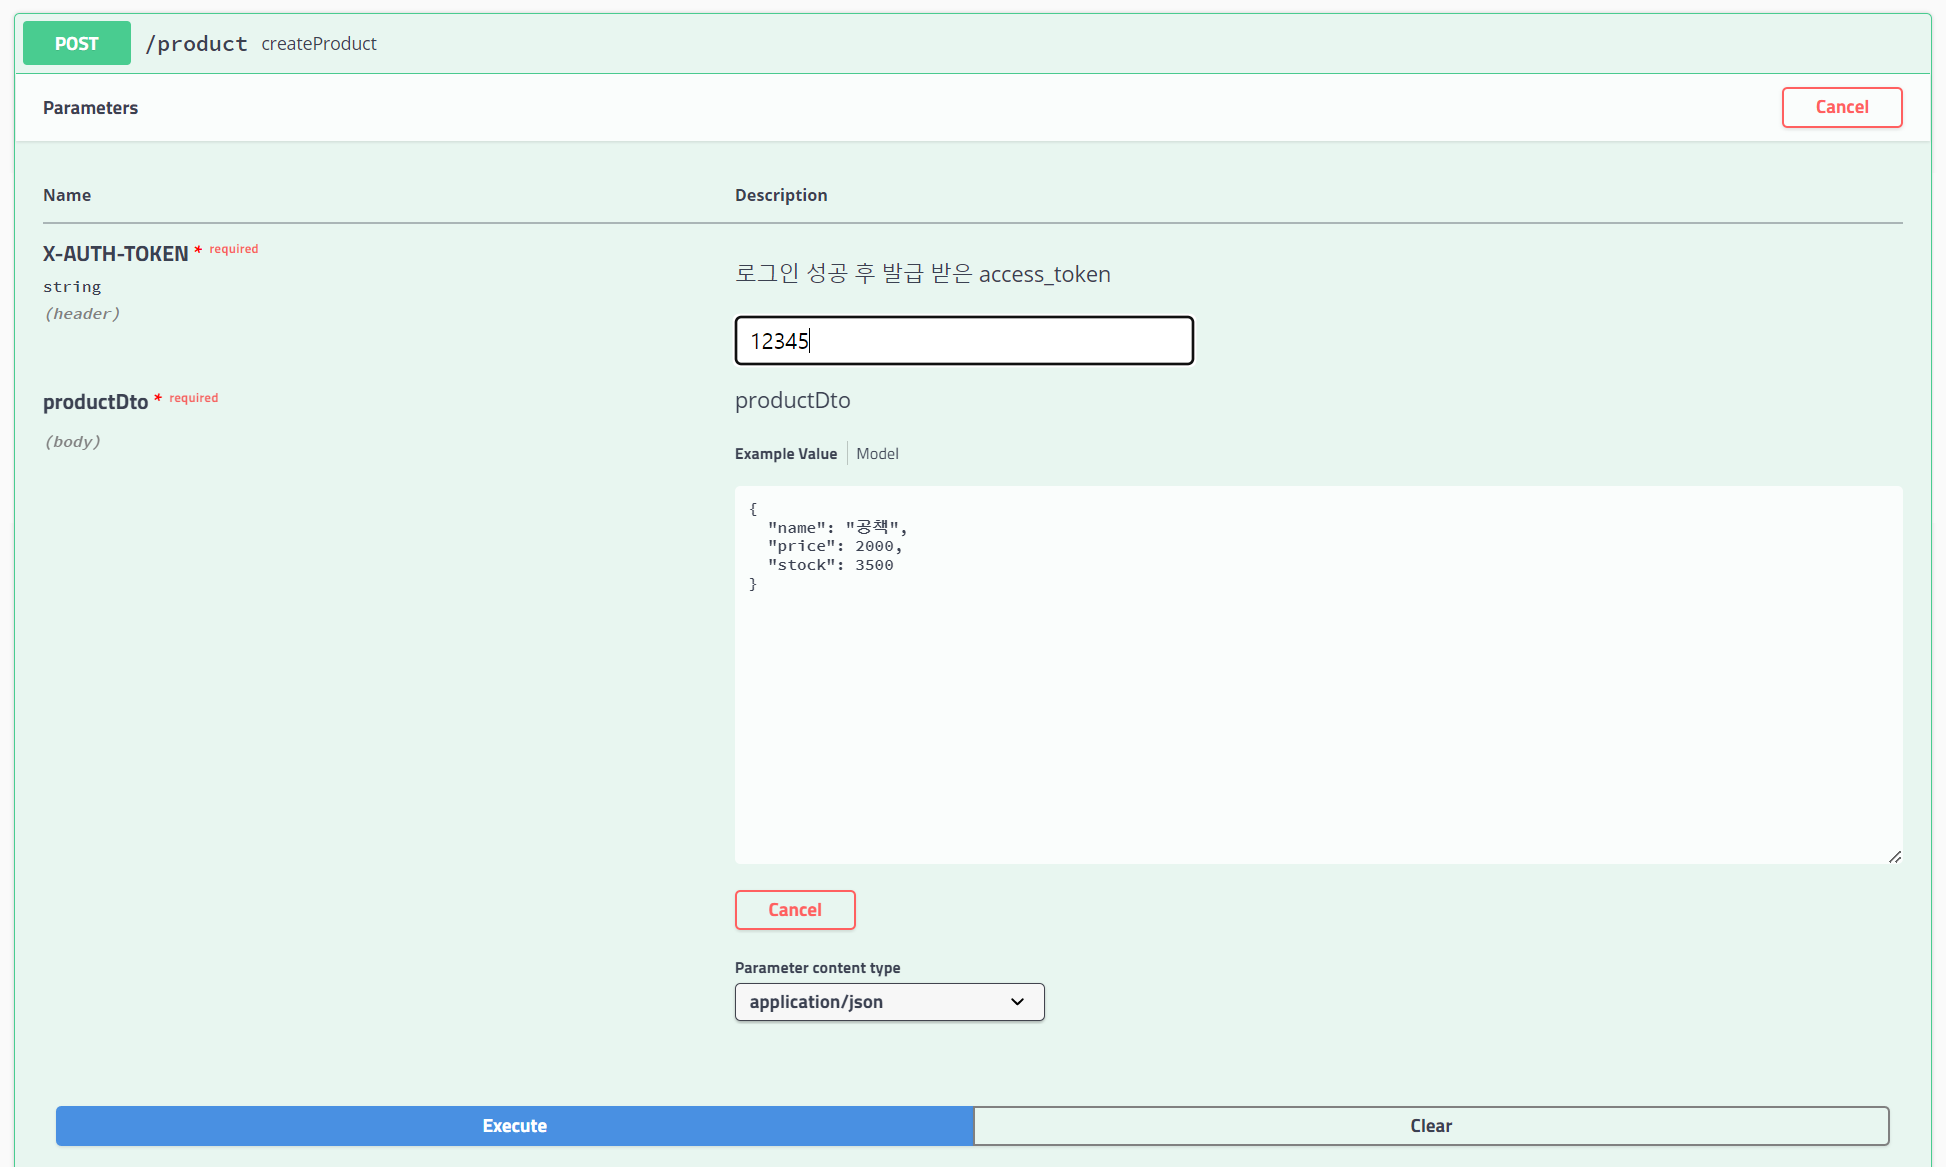 POST /product createProduct
Parameters
Cancel
Name Description
X-AUTH-TOKEN * required
string
(header)
로그인 성공 후 발급 받은 access_token
12345
productDto * required
(body)
productDto
Example Value Model
{
"name": "공책",
"price": 2000,
"stock": 3500
}
Cancel
Parameter content type
application/json
Execute Clear